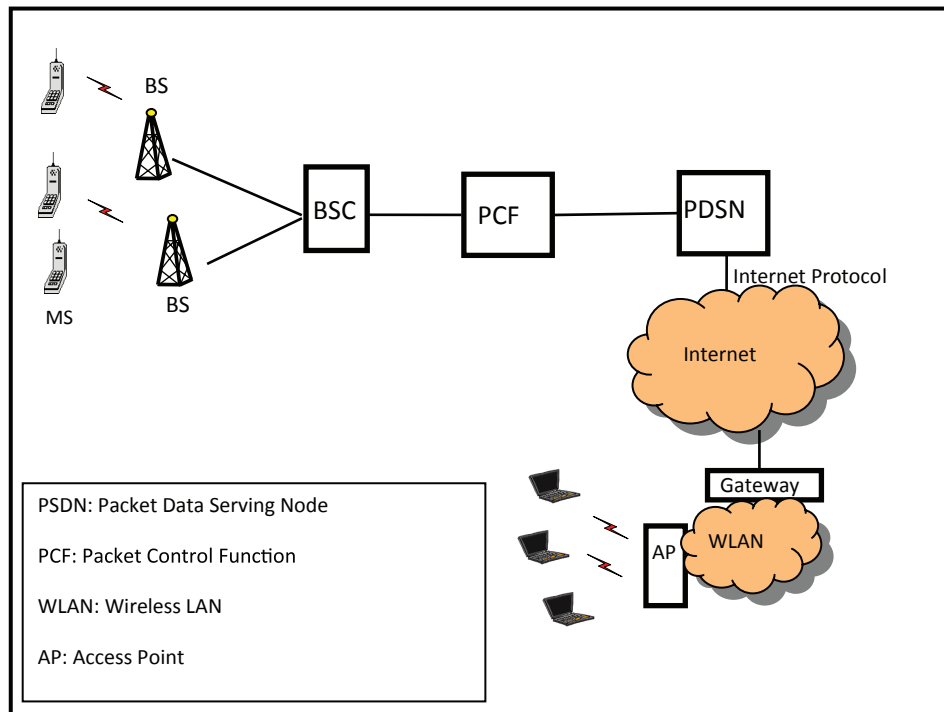 BS
BSC
PCF
PDSN
Internet Protocol
MS
BS
Internet
Gateway
AP
WLAN
PSDN: Packet Data Serving Node
PCF: Packet Control Function
WLAN: Wireless LAN
AP: Access Point